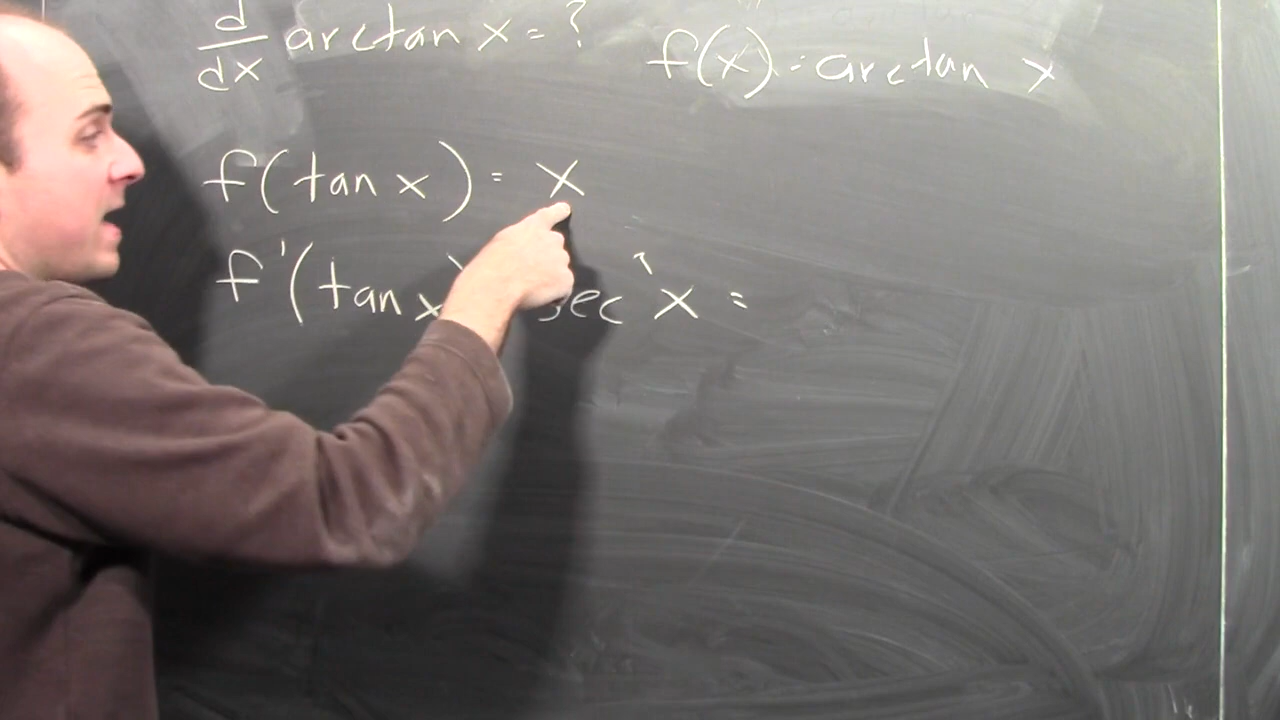 d/dx arctan x = ?
f(x) = arctan x
f(tan x) = x
f'(tan x) sec² x =